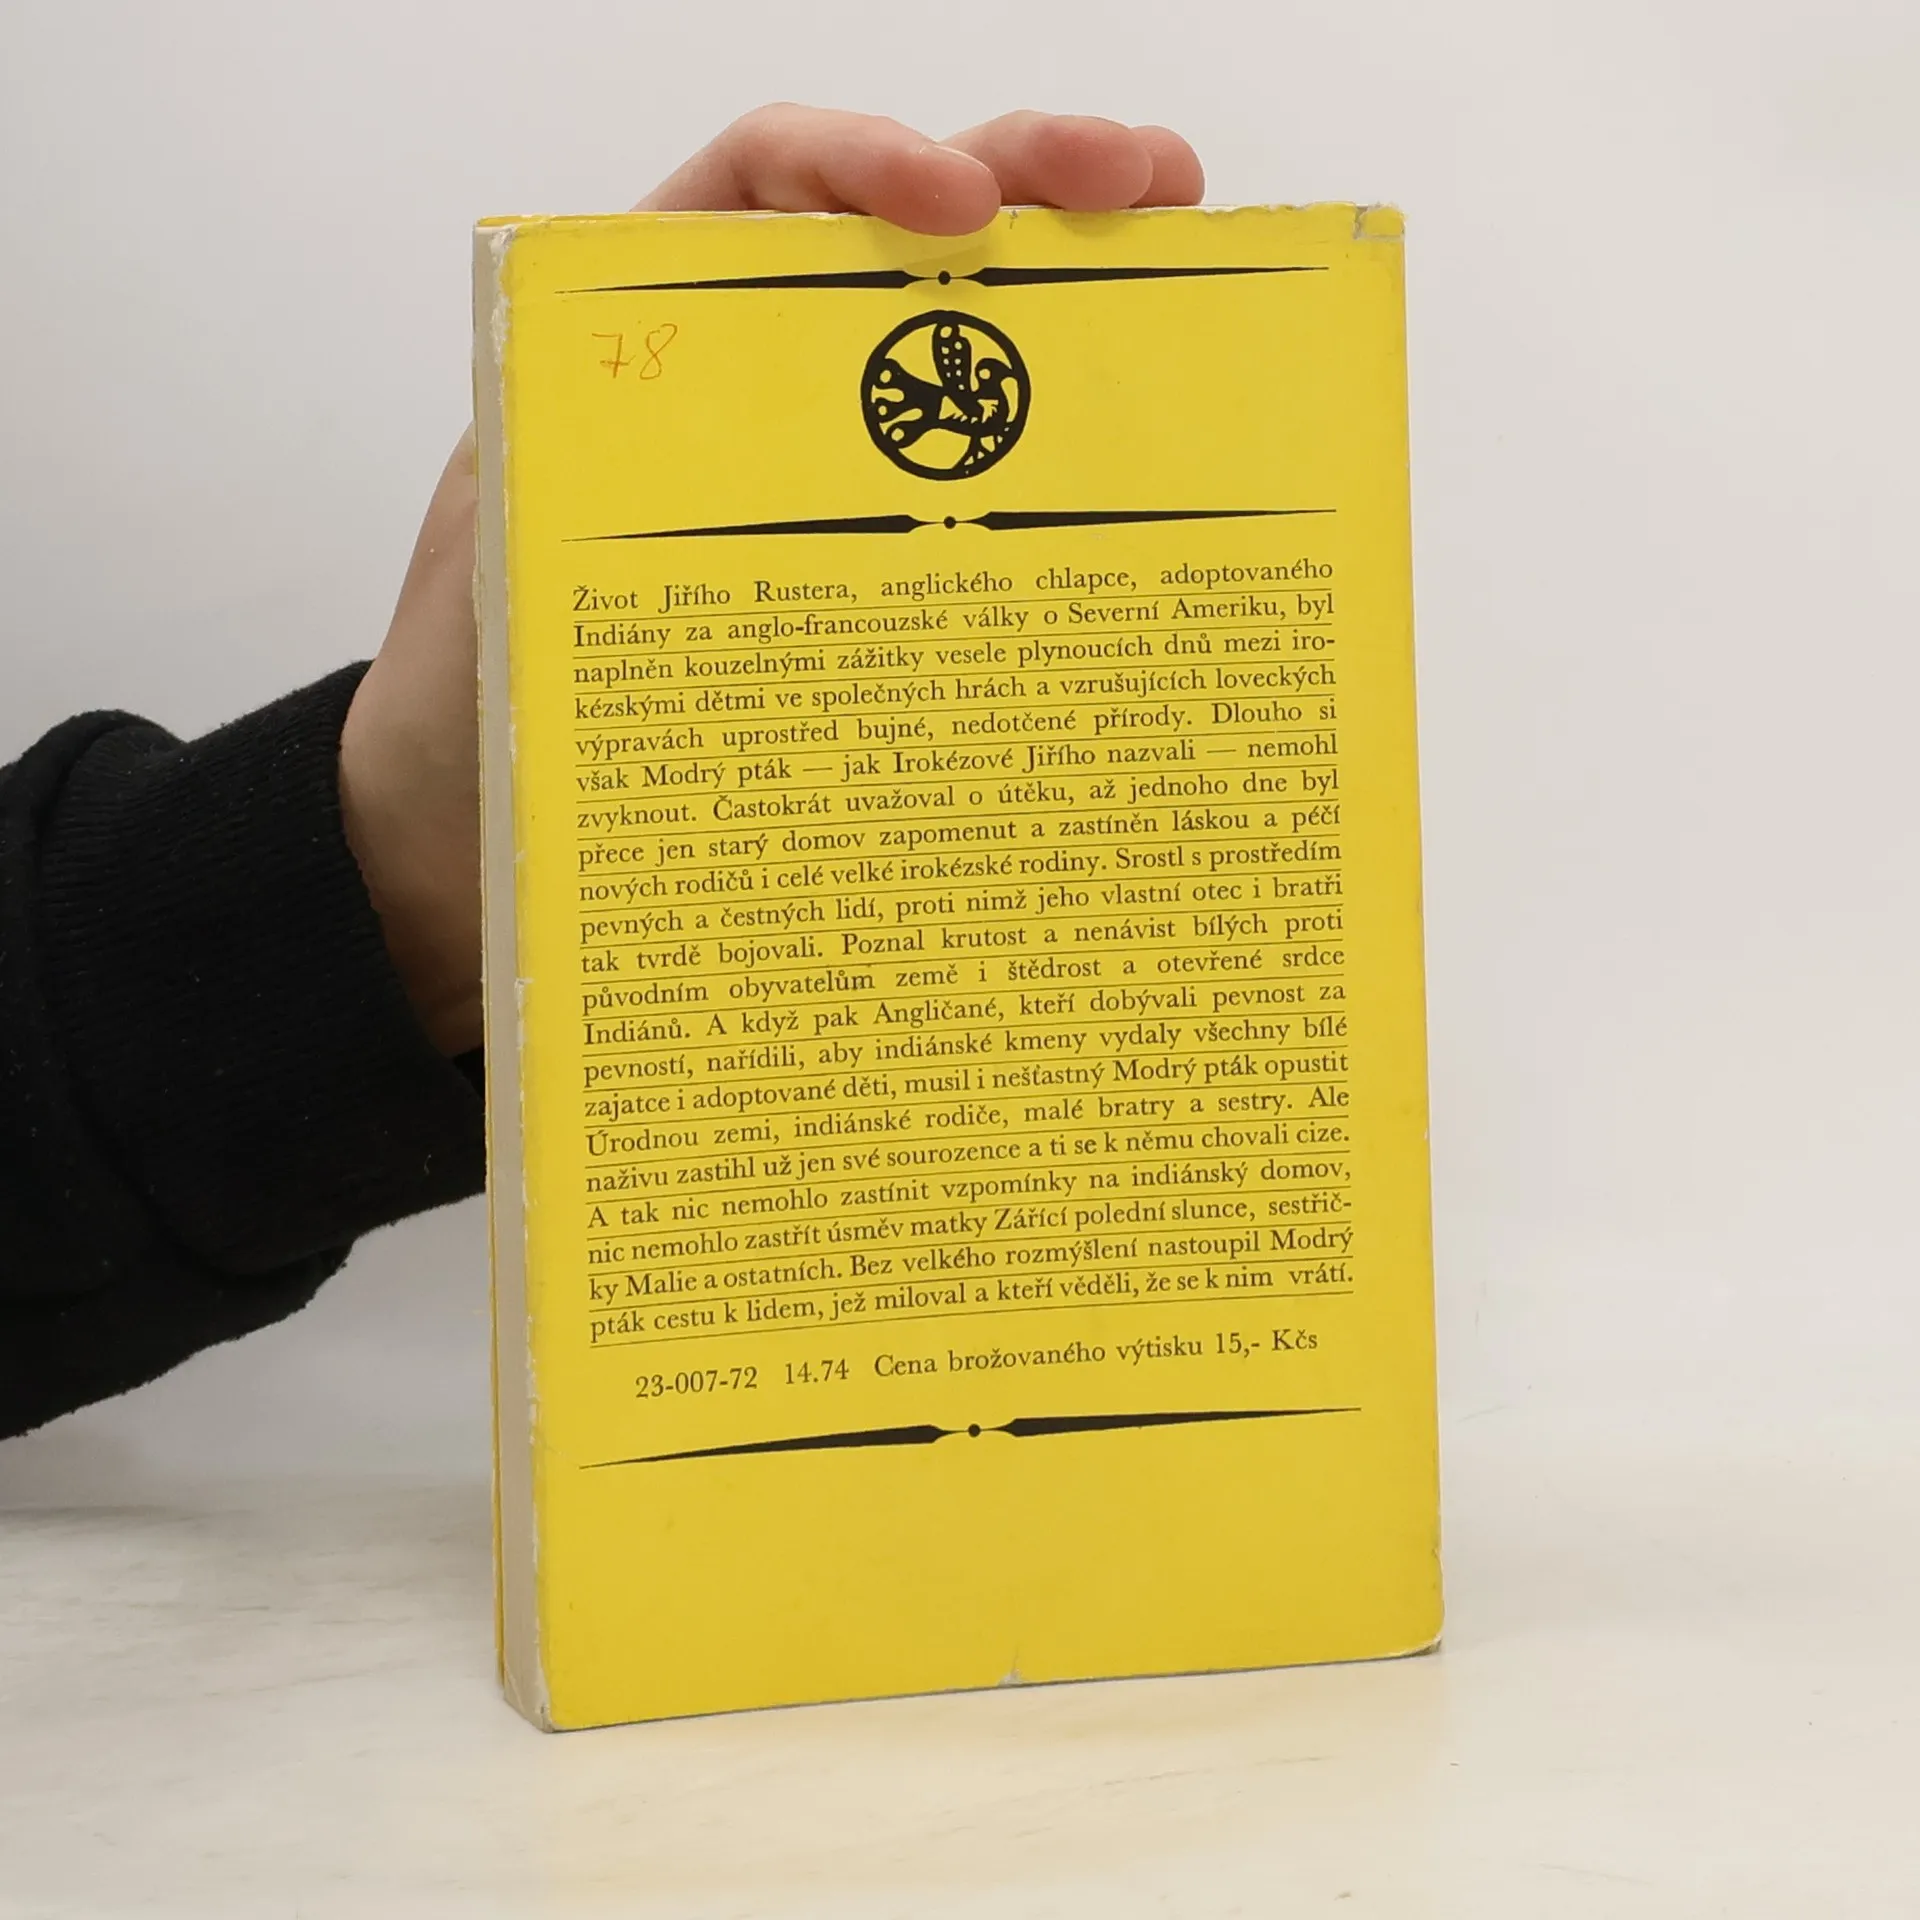 78
Život Jiřího Rustera, anglického chlapce, adoptovaného
Indiány za anglo-francouzské války o Severní Ameriku, byl
naplněn kouzelnými zážitky vesele plynoucích dnů mezi iro-
kézskými dětmi ve společných hrách a vzrušujících loveckých
výpravách uprostřed bujné, nedotčené přírody. Dlouho si
však Modrý pták — jak Irokézové Jiřího nazvali — nemohl
zvyknout. Častokrát uvažoval o útěku, až jednoho dne byl
přece jen starý domov zapomenut a zastíněn láskou a péčí
nových rodičů i celé velké irokézské rodiny. Srostl s prostředím
pevných a čestných lidí, proti nimž jeho vlastní otec i bratři
tak tvrdě bojovali. Poznal krutost a nenávist bílých proti
původním obyvatelům země i štědrost a otevřené srdce
Indiánů. A když pak Angličané, kteří dobývali pevnost za
pevností, nařídili, aby indiánské kmeny vydaly všechny bílé
zajatce i adoptované děti, musil i nešťastný Modrý pták opustit
Úrodnou zemi, indiánské rodiče, malé bratry a sestry. Ale
naživu zastihl už jen své sourozence a ti se k němu chovali cize.
A tak nic nemohlo zastínit vzpomínky na indiánský domov,
nic nemohlo zastřít úsměv matky Zářící polední slunce, sestřič-
ky Malie a ostatních. Bez velkého rozmýšlení nastoupil Modrý
pták cestu k lidem, jež miloval a kteří věděli, že se k nim vrátí.
23-007-72 14.74 Cena brožovaného výtisku 15,- Kčs